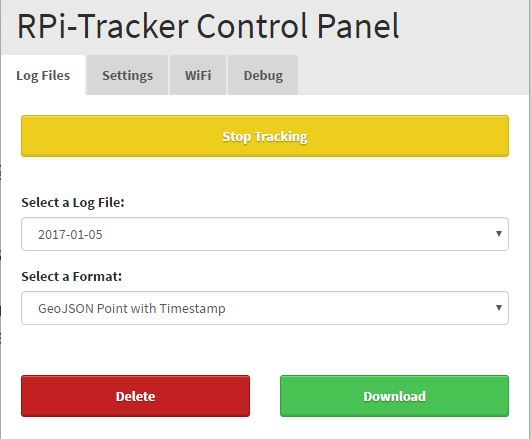 RPi-Tracker Control Panel
Log Files Settings WiFi Debug
Stop Tracking
Select a Log File:
2017-01-05
Select a Format:
GeoJSON Point with Timestamp
Delete Download